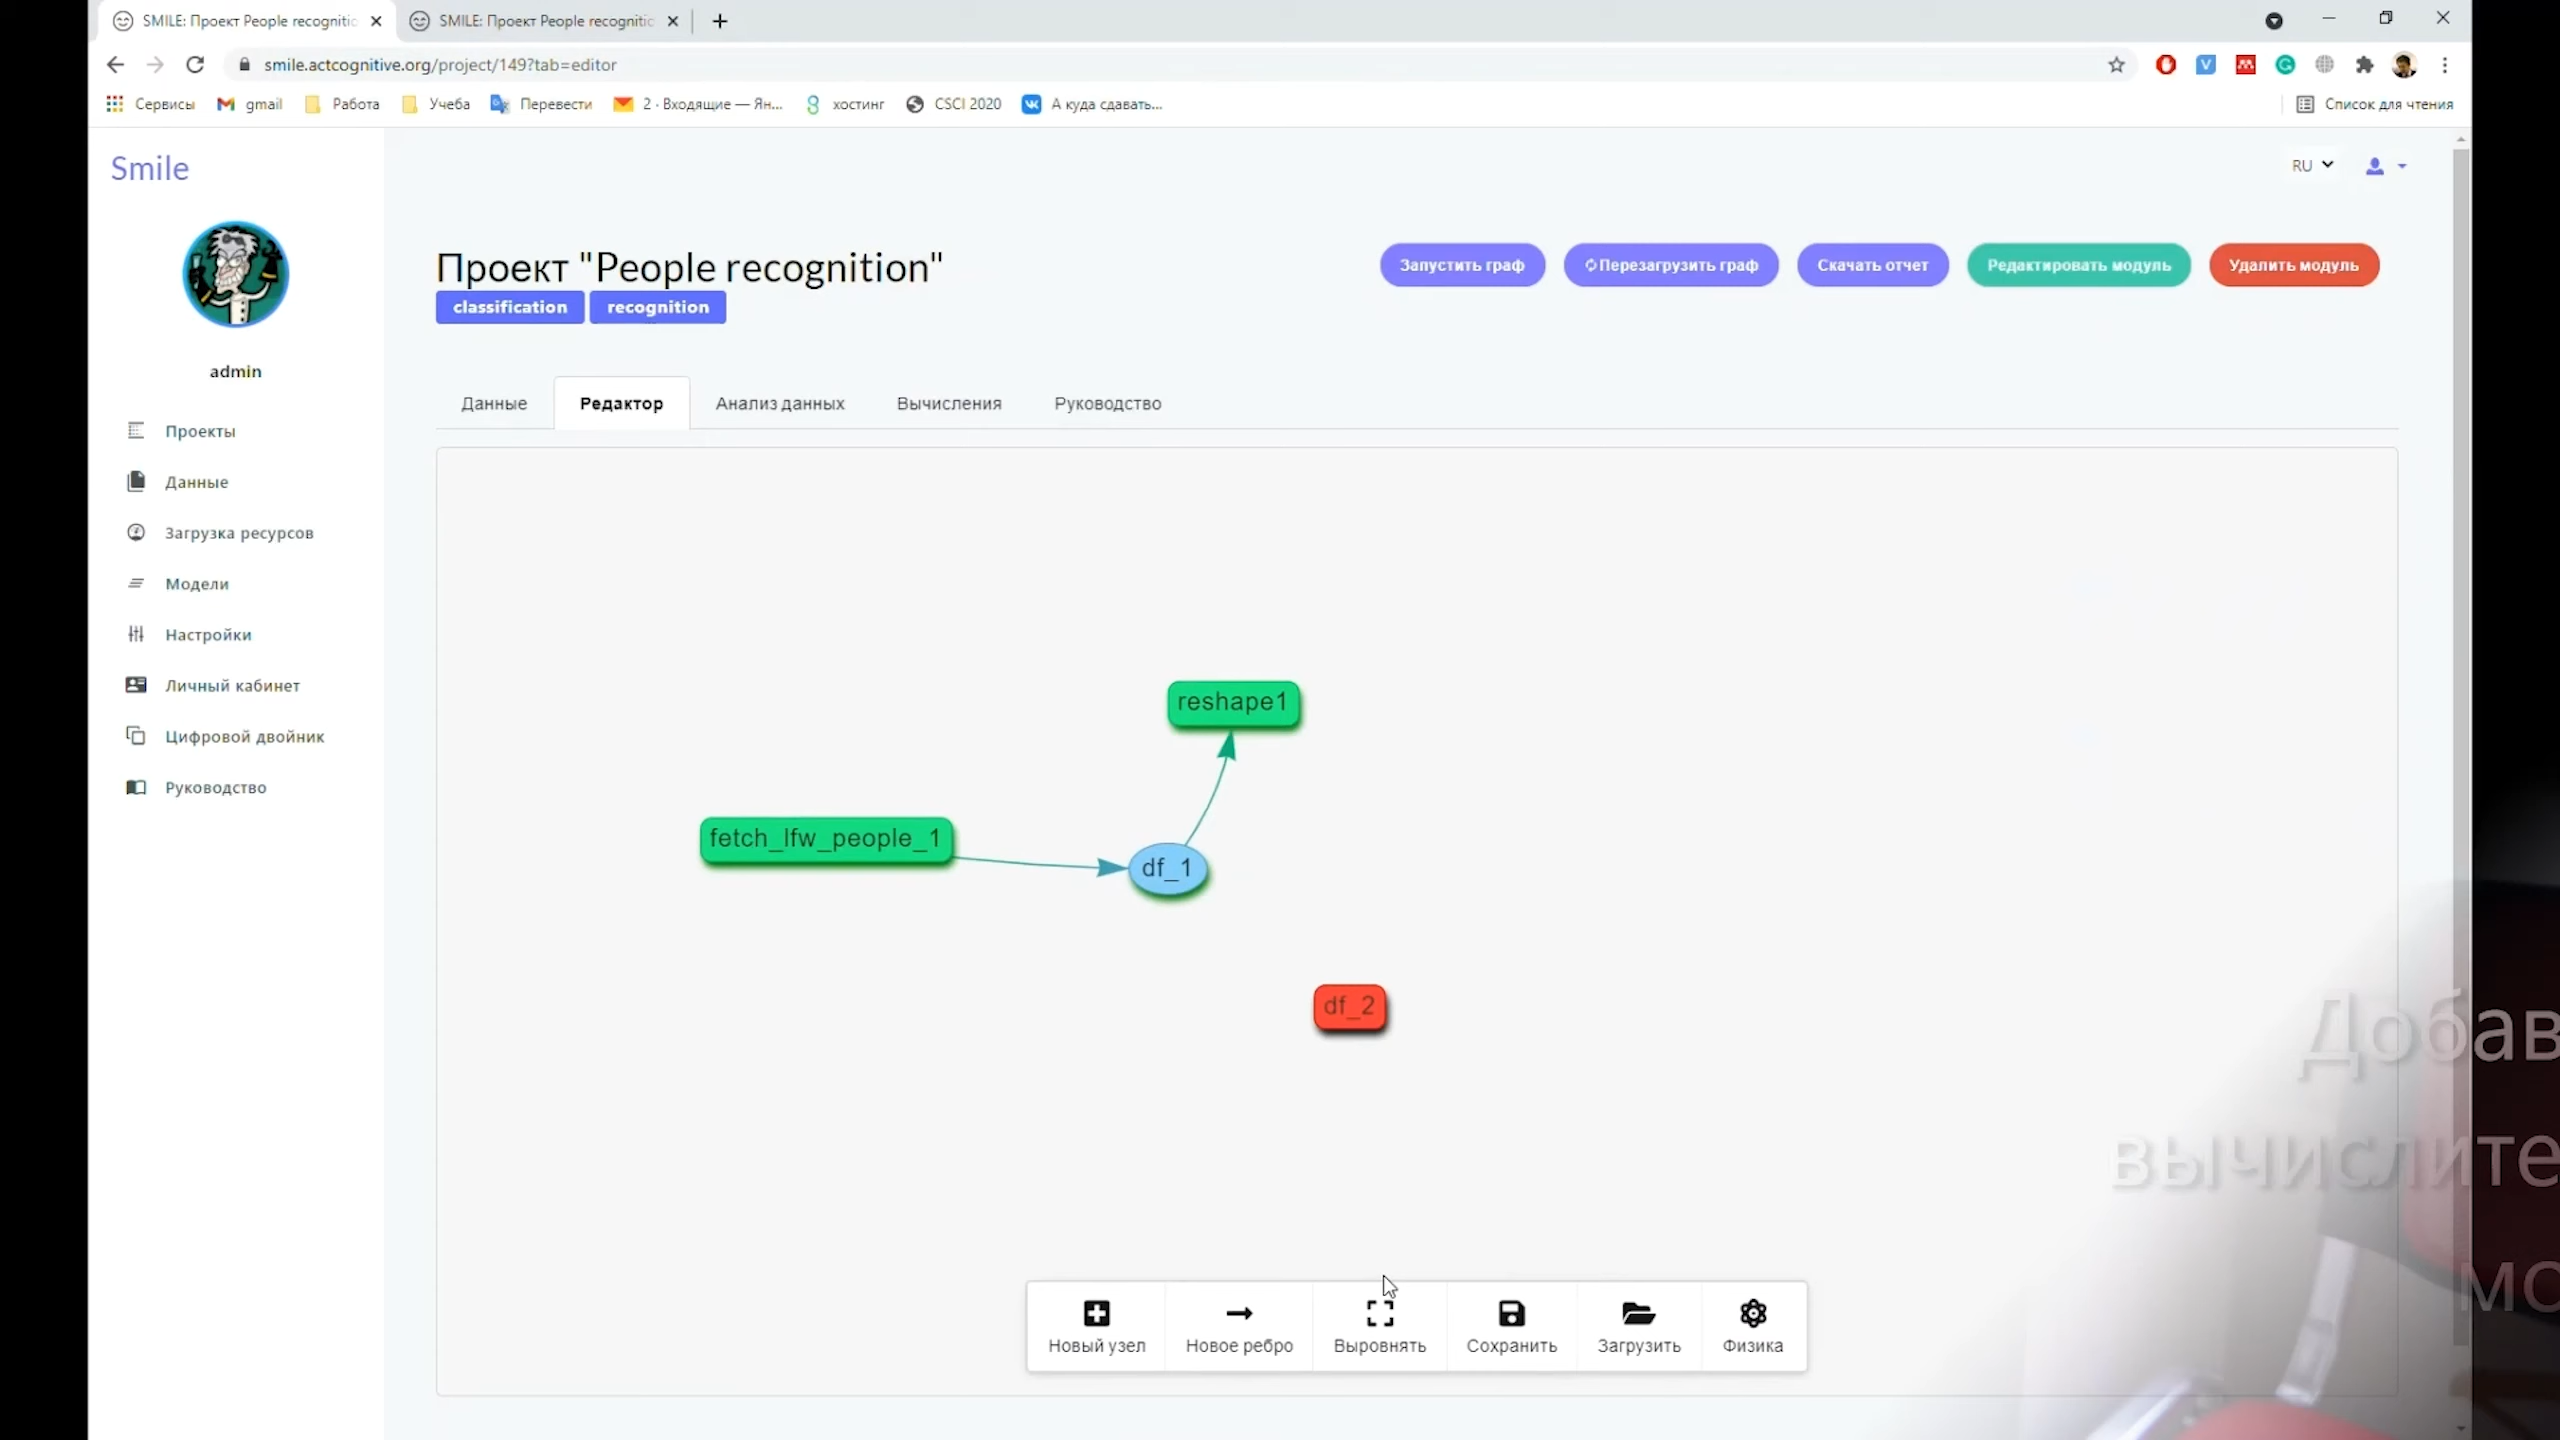 SMILE: Проект People recognitic
SMILE: Проект People recognitic
smile.actcognitive.org/project/149?tab=editor
Сервисы
gmail
Работа
Учеба
Перевести
2 · Входящие — Ян...
хостинг
CSCI 2020
А куда сдавать...
Список для чтения
Smile
RU
admin
Проекты
Данные
Загрузка ресурсов
Модели
Настройки
Личный кабинет
Цифровой двойник
Руководство
Проект "People recognition"
classification
recognition
Запустить граф
Перезагрузить граф
Скачать отчет
Редактировать модуль
Удалить модуль
Данные
Редактор
Анализ данных
Вычисления
Руководство
reshape1
fetch_lfw_people_1
df_1
df_2
Новый узел
Новое ребро
Выровнять
Сохранить
Загрузить
Физика
Добав
вычислите
мо